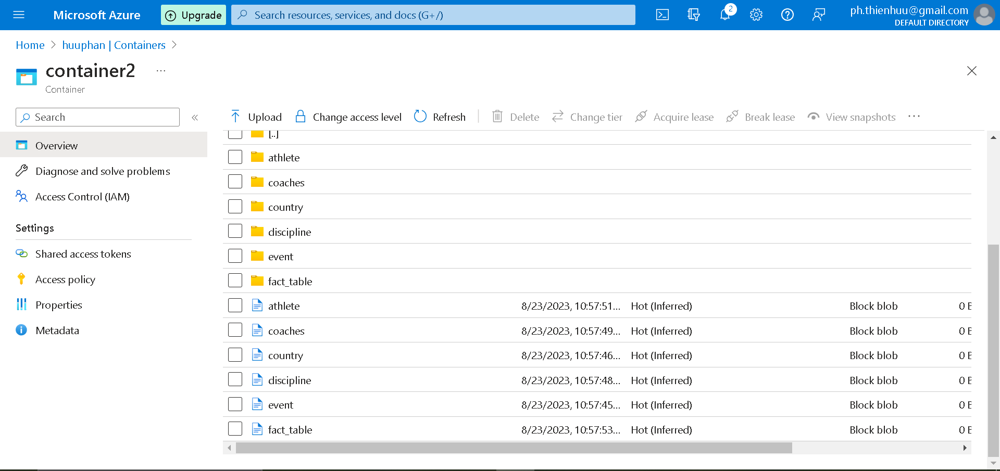 Microsoft Azure
Upgrade
Search resources, services, and docs (G+/)
2
ph.thienhuu@gmail.com
DEFAULT DIRECTORY
Home
huuphan | Containers
container2
Container
Search
Upload
Change access level
Refresh
Delete
Change tier
Acquire lease
Break lease
View snapshots
Overview
Diagnose and solve problems
Access Control (IAM)
Settings
Shared access tokens
Access policy
Properties
Metadata
[..]
athlete
coaches
country
discipline
event
fact_table
athlete 8/23/2023, 10:57:51... Hot (Inferred) Block blob 0 B
coaches 8/23/2023, 10:57:49... Hot (Inferred) Block blob 0 B
country 8/23/2023, 10:57:46... Hot (Inferred) Block blob 0 B
discipline 8/23/2023, 10:57:48... Hot (Inferred) Block blob 0 B
event 8/23/2023, 10:57:45... Hot (Inferred) Block blob 0 B
fact_table 8/23/2023, 10:57:53... Hot (Inferred) Block blob 0 B